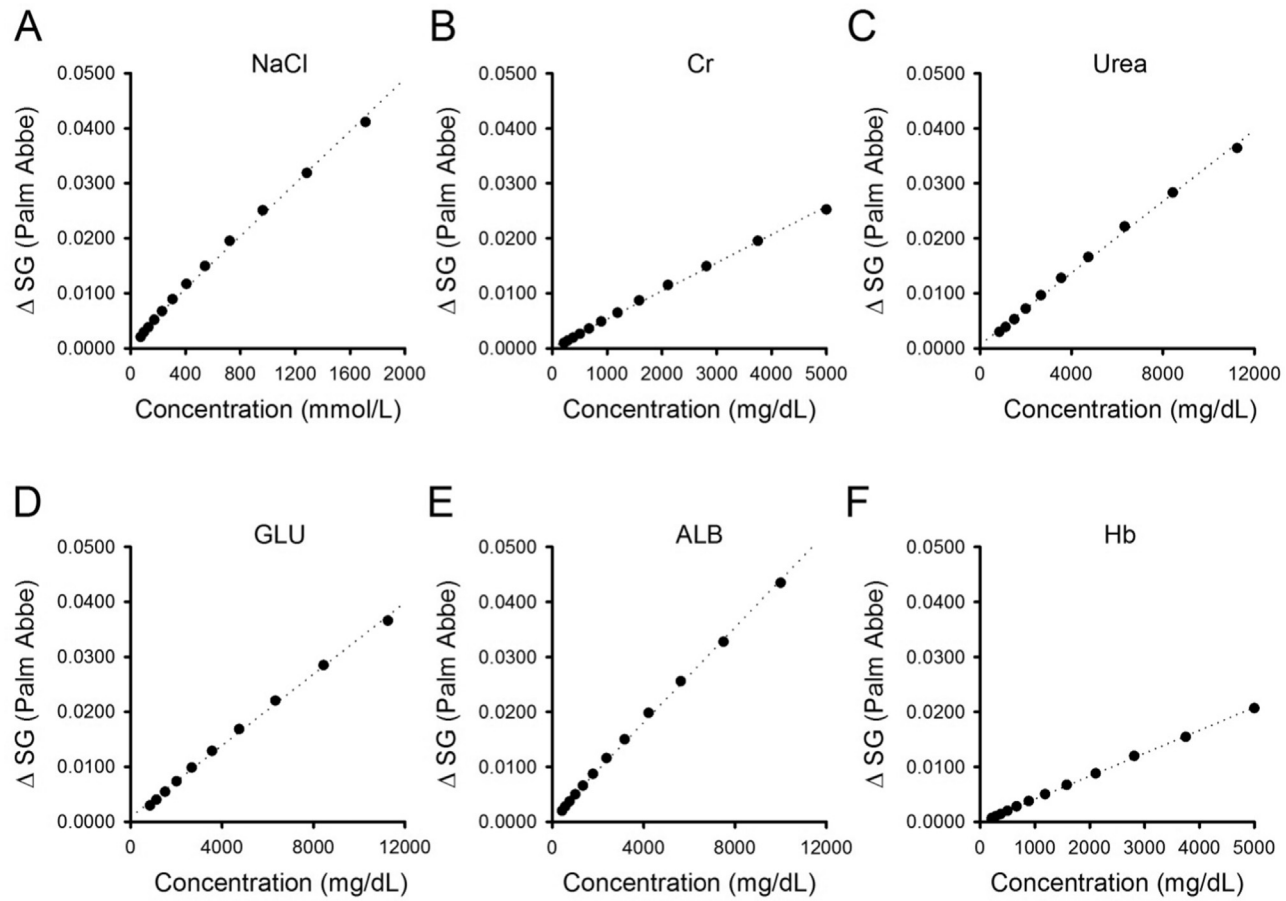 A
NaCl
0.0500
0.0400
0.0300
0.0200
0.0100
0.0000
Δ SG (Palm Abbe)
0 400 800 1200 1600 2000
Concentration (mmol/L)
B
Cr
0.0500
0.0400
0.0300
0.0200
0.0100
0.0000
Δ SG (Palm Abbe)
0 1000 2000 3000 4000 5000
Concentration (mg/dL)
C
Urea
0.0500
0.0400
0.0300
0.0200
0.0100
0.0000
Δ SG (Palm Abbe)
0 4000 8000 12000
Concentration (mg/dL)
D
GLU
0.0500
0.0400
0.0300
0.0200
0.0100
0.0000
Δ SG (Palm Abbe)
0 4000 8000 12000
Concentration (mg/dL)
E
ALB
0.0500
0.0400
0.0300
0.0200
0.0100
0.0000
Δ SG (Palm Abbe)
0 4000 8000 12000
Concentration (mg/dL)
F
Hb
0.0500
0.0400
0.0300
0.0200
0.0100
0.0000
Δ SG (Palm Abbe)
0 1000 2000 3000 4000 5000
Concentration (mg/dL)